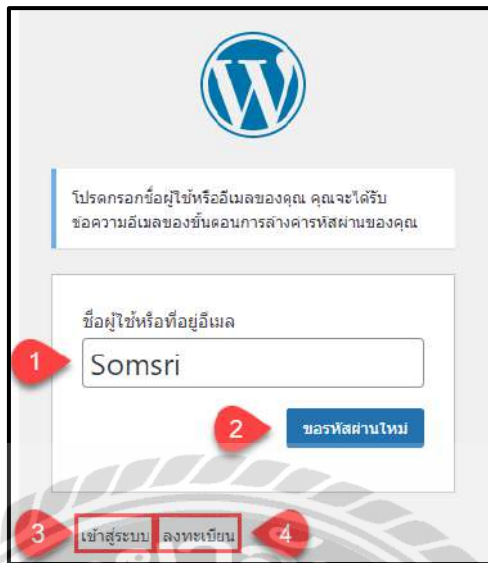 โปรดกรอกชื่อผู้ใช้หรืออีเมลของคุณ คุณจะได้รับ
ข้อความอีเมลของขั้นตอนการล้างค่ารหัสผ่านของคุณ
ชื่อผู้ใช้หรือที่อยู่อีเมล
1 Somsri
2 ขอรหัสผ่านใหม่
3 เข้าสู่ระบบ ลงทะเบียน 4